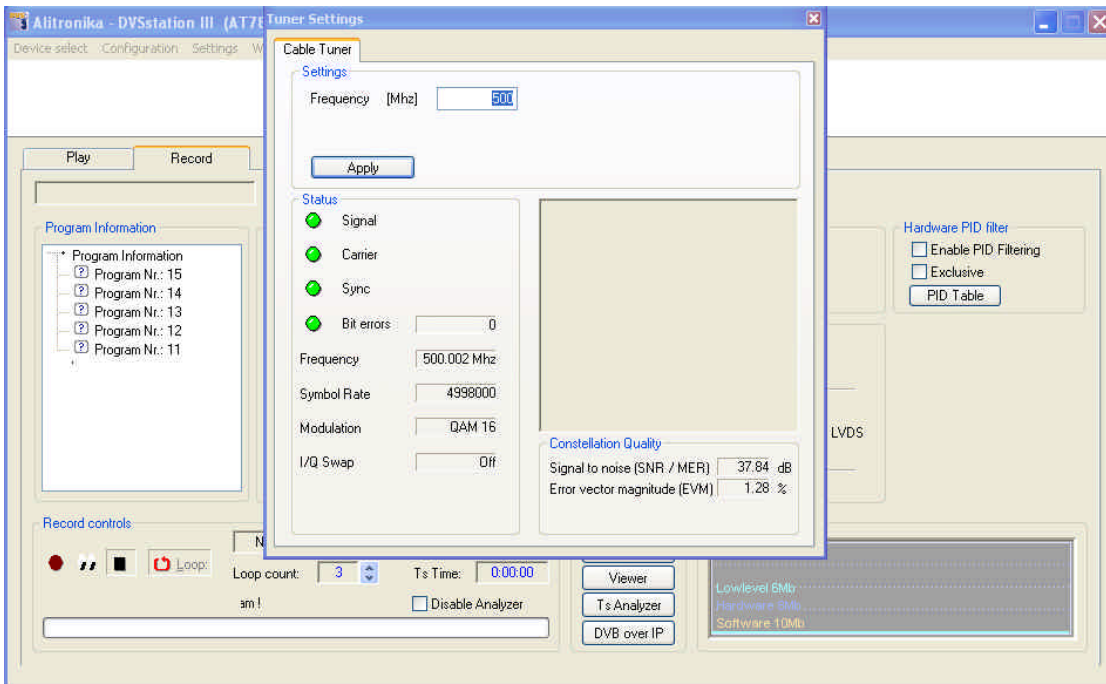 Alitronika - DVSstation III (AT78
Tuner Settings
Device select Configuration Settings W
Cable Tuner
Settings
Frequency [Mhz] 500
Apply
Play Record
Status
Signal
Carrier
Sync
Bit errors 0
Frequency 500.002 Mhz
Symbol Rate 4998000
Modulation QAM 16
I/Q Swap Off
Constellation Quality
Signal to noise (SNR / MER) 37.84 dB
Error vector magnitude (EVM) 1.28 %
Program Information
Program Information
Program Nr.: 15
Program Nr.: 14
Program Nr.: 13
Program Nr.: 12
Program Nr.: 11
Hardware PID filter
Enable PID Filtering
Exclusive
PID Table
LVDS
Record controls
N
Loop:
Loop count: 3
Ts Time: 0:00:00
am !
Disable Analyzer
Viewer
Ts Analyzer
DVB over IP
Lowlevel 6Mb
Hardware 8Mb
Software 10Mb